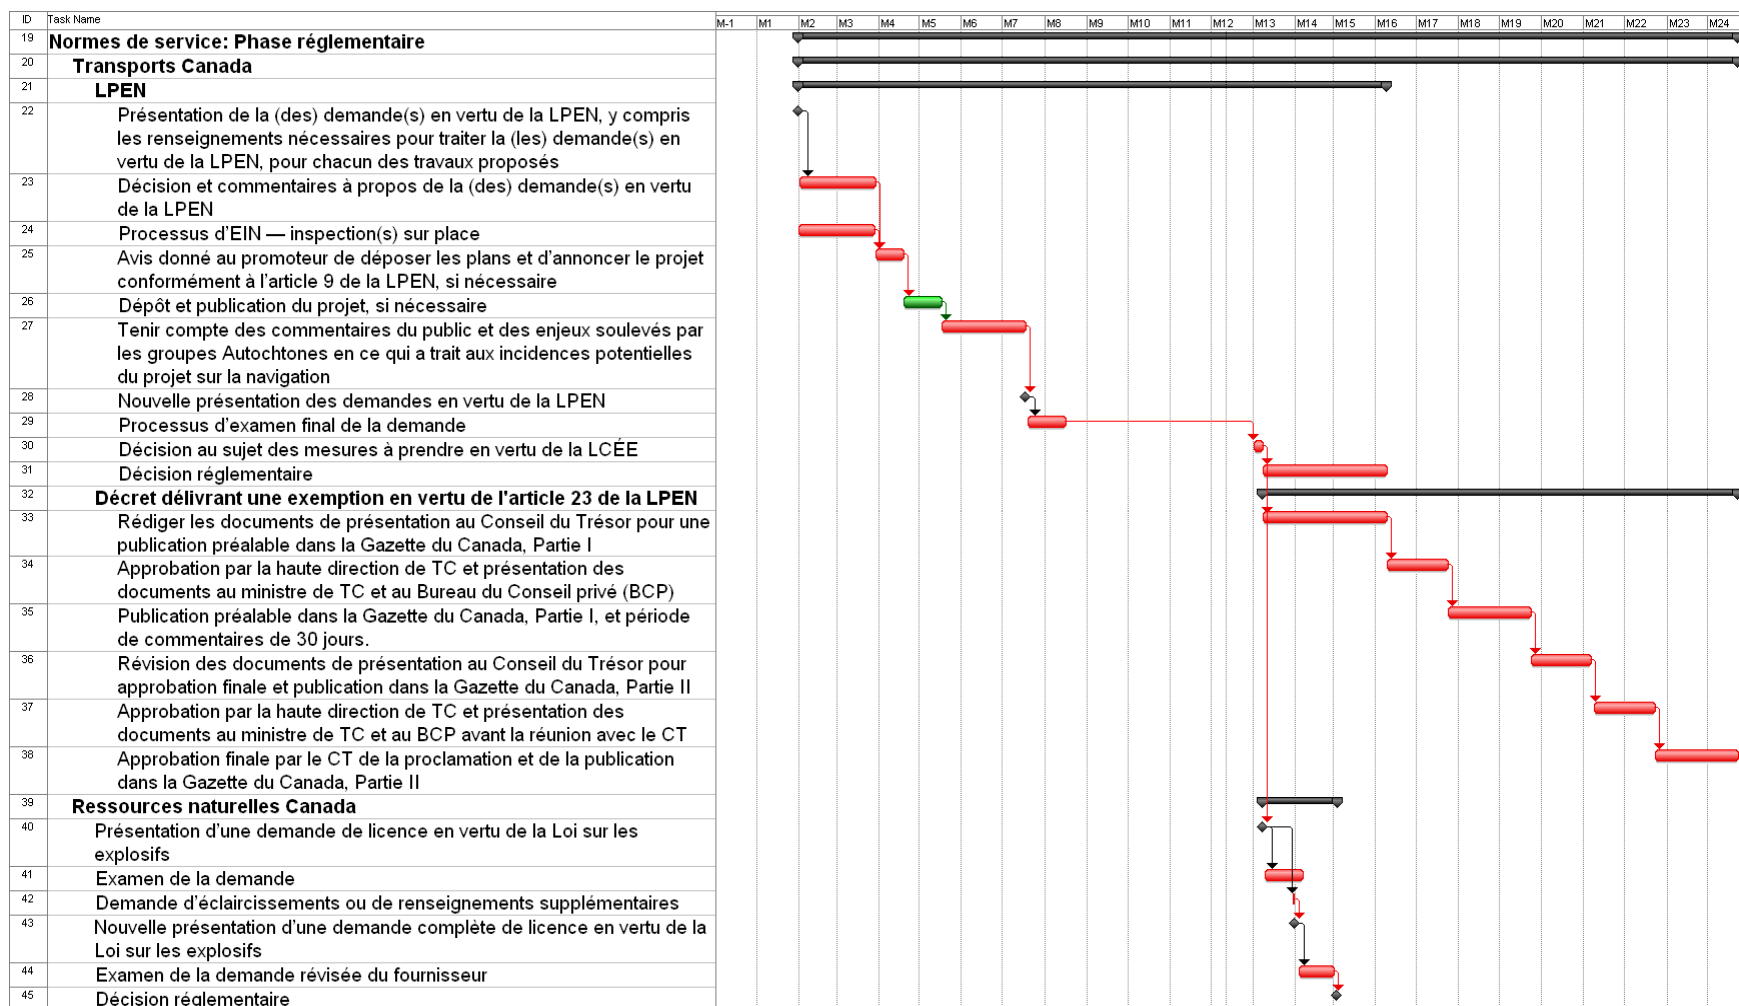 ID Task Name M-1 M1 M2 M3 M4 M5 M6 M7 M8 M9 M10 M11 M12 M13 M14 M15 M16 M17 M18 M19 M20 M21 M22 M23 M24
19 Normes de service: Phase réglementaire
20 Transports Canada
21 LPEN
22 Présentation de la (des) demande(s) en vertu de la LPEN, y compris
les renseignements nécessaires pour traiter la (les) demande(s) en
vertu de la LPEN, pour chacun des travaux proposés
23 Décision et commentaires à propos de la (des) demande(s) en vertu
de la LPEN
24 Processus d'EIN — inspection(s) sur place
25 Avis donné au promoteur de déposer les plans et d'annoncer le projet
conformément à l'article 9 de la LPEN, si nécessaire
26 Dépôt et publication du projet, si nécessaire
27 Tenir compte des commentaires du public et des enjeux soulevés par
les groupes Autochtones en ce qui a trait aux incidences potentielles
du projet sur la navigation
28 Nouvelle présentation des demandes en vertu de la LPEN
29 Processus d'examen final de la demande
30 Décision au sujet des mesures à prendre en vertu de la LCÉE
31 Décision réglementaire
32 Décret délivrant une exemption en vertu de l'article 23 de la LPEN
33 Rédiger les documents de présentation au Conseil du Trésor pour une
publication préalable dans la Gazette du Canada, Partie I
34 Approbation par la haute direction de TC et présentation des
documents au ministre de TC et au Bureau du Conseil privé (BCP)
35 Publication préalable dans la Gazette du Canada, Partie I, et période
de commentaires de 30 jours.
36 Révision des documents de présentation au Conseil du Trésor pour
approbation finale et publication dans la Gazette du Canada, Partie II
37 Approbation par la haute direction de TC et présentation des
documents au ministre de TC et au BCP avant la réunion avec le CT
38 Approbation finale par le CT de la proclamation et de la publication
dans la Gazette du Canada, Partie II
39 Ressources naturelles Canada
40 Présentation d'une demande de licence en vertu de la Loi sur les
explosifs
41 Examen de la demande
42 Demande d'éclaircissements ou de renseignements supplémentaires
43 Nouvelle présentation d'une demande complète de licence en vertu de la
Loi sur les explosifs
44 Examen de la demande révisée du fournisseur
45 Décision réglementaire